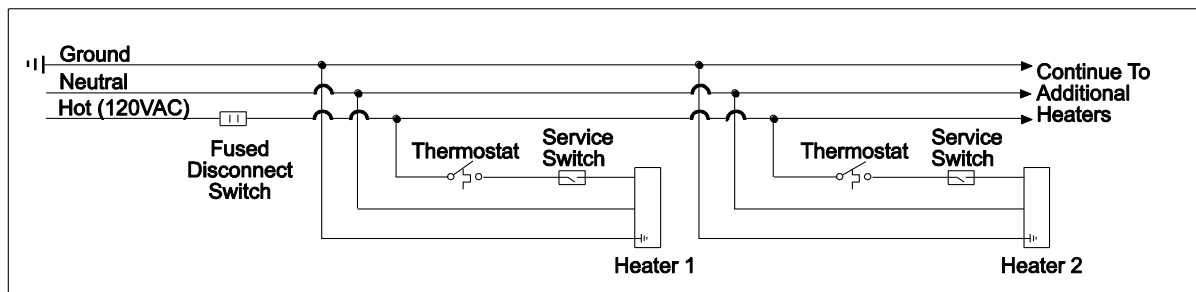 Ground
Neutral
Hot (120VAC)
Fused
Disconnect
Switch
Thermostat
Service
Switch
Heater 1
Thermostat
Service
Switch
Heater 2
Continue To
Additional
Heaters